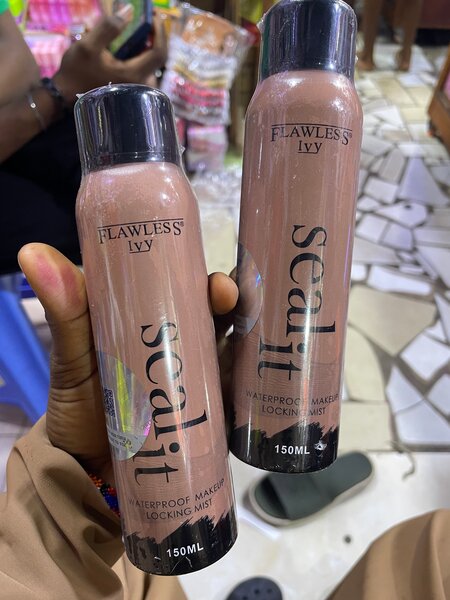 FLAWLESS®
Ivy
seal it
WATERPROOF MAKEUP
LOCKING MIST
150ML
FLAWLESS®
Ivy
seal it
WATERPROOF MAKEUP
LOCKING MIST
150ML